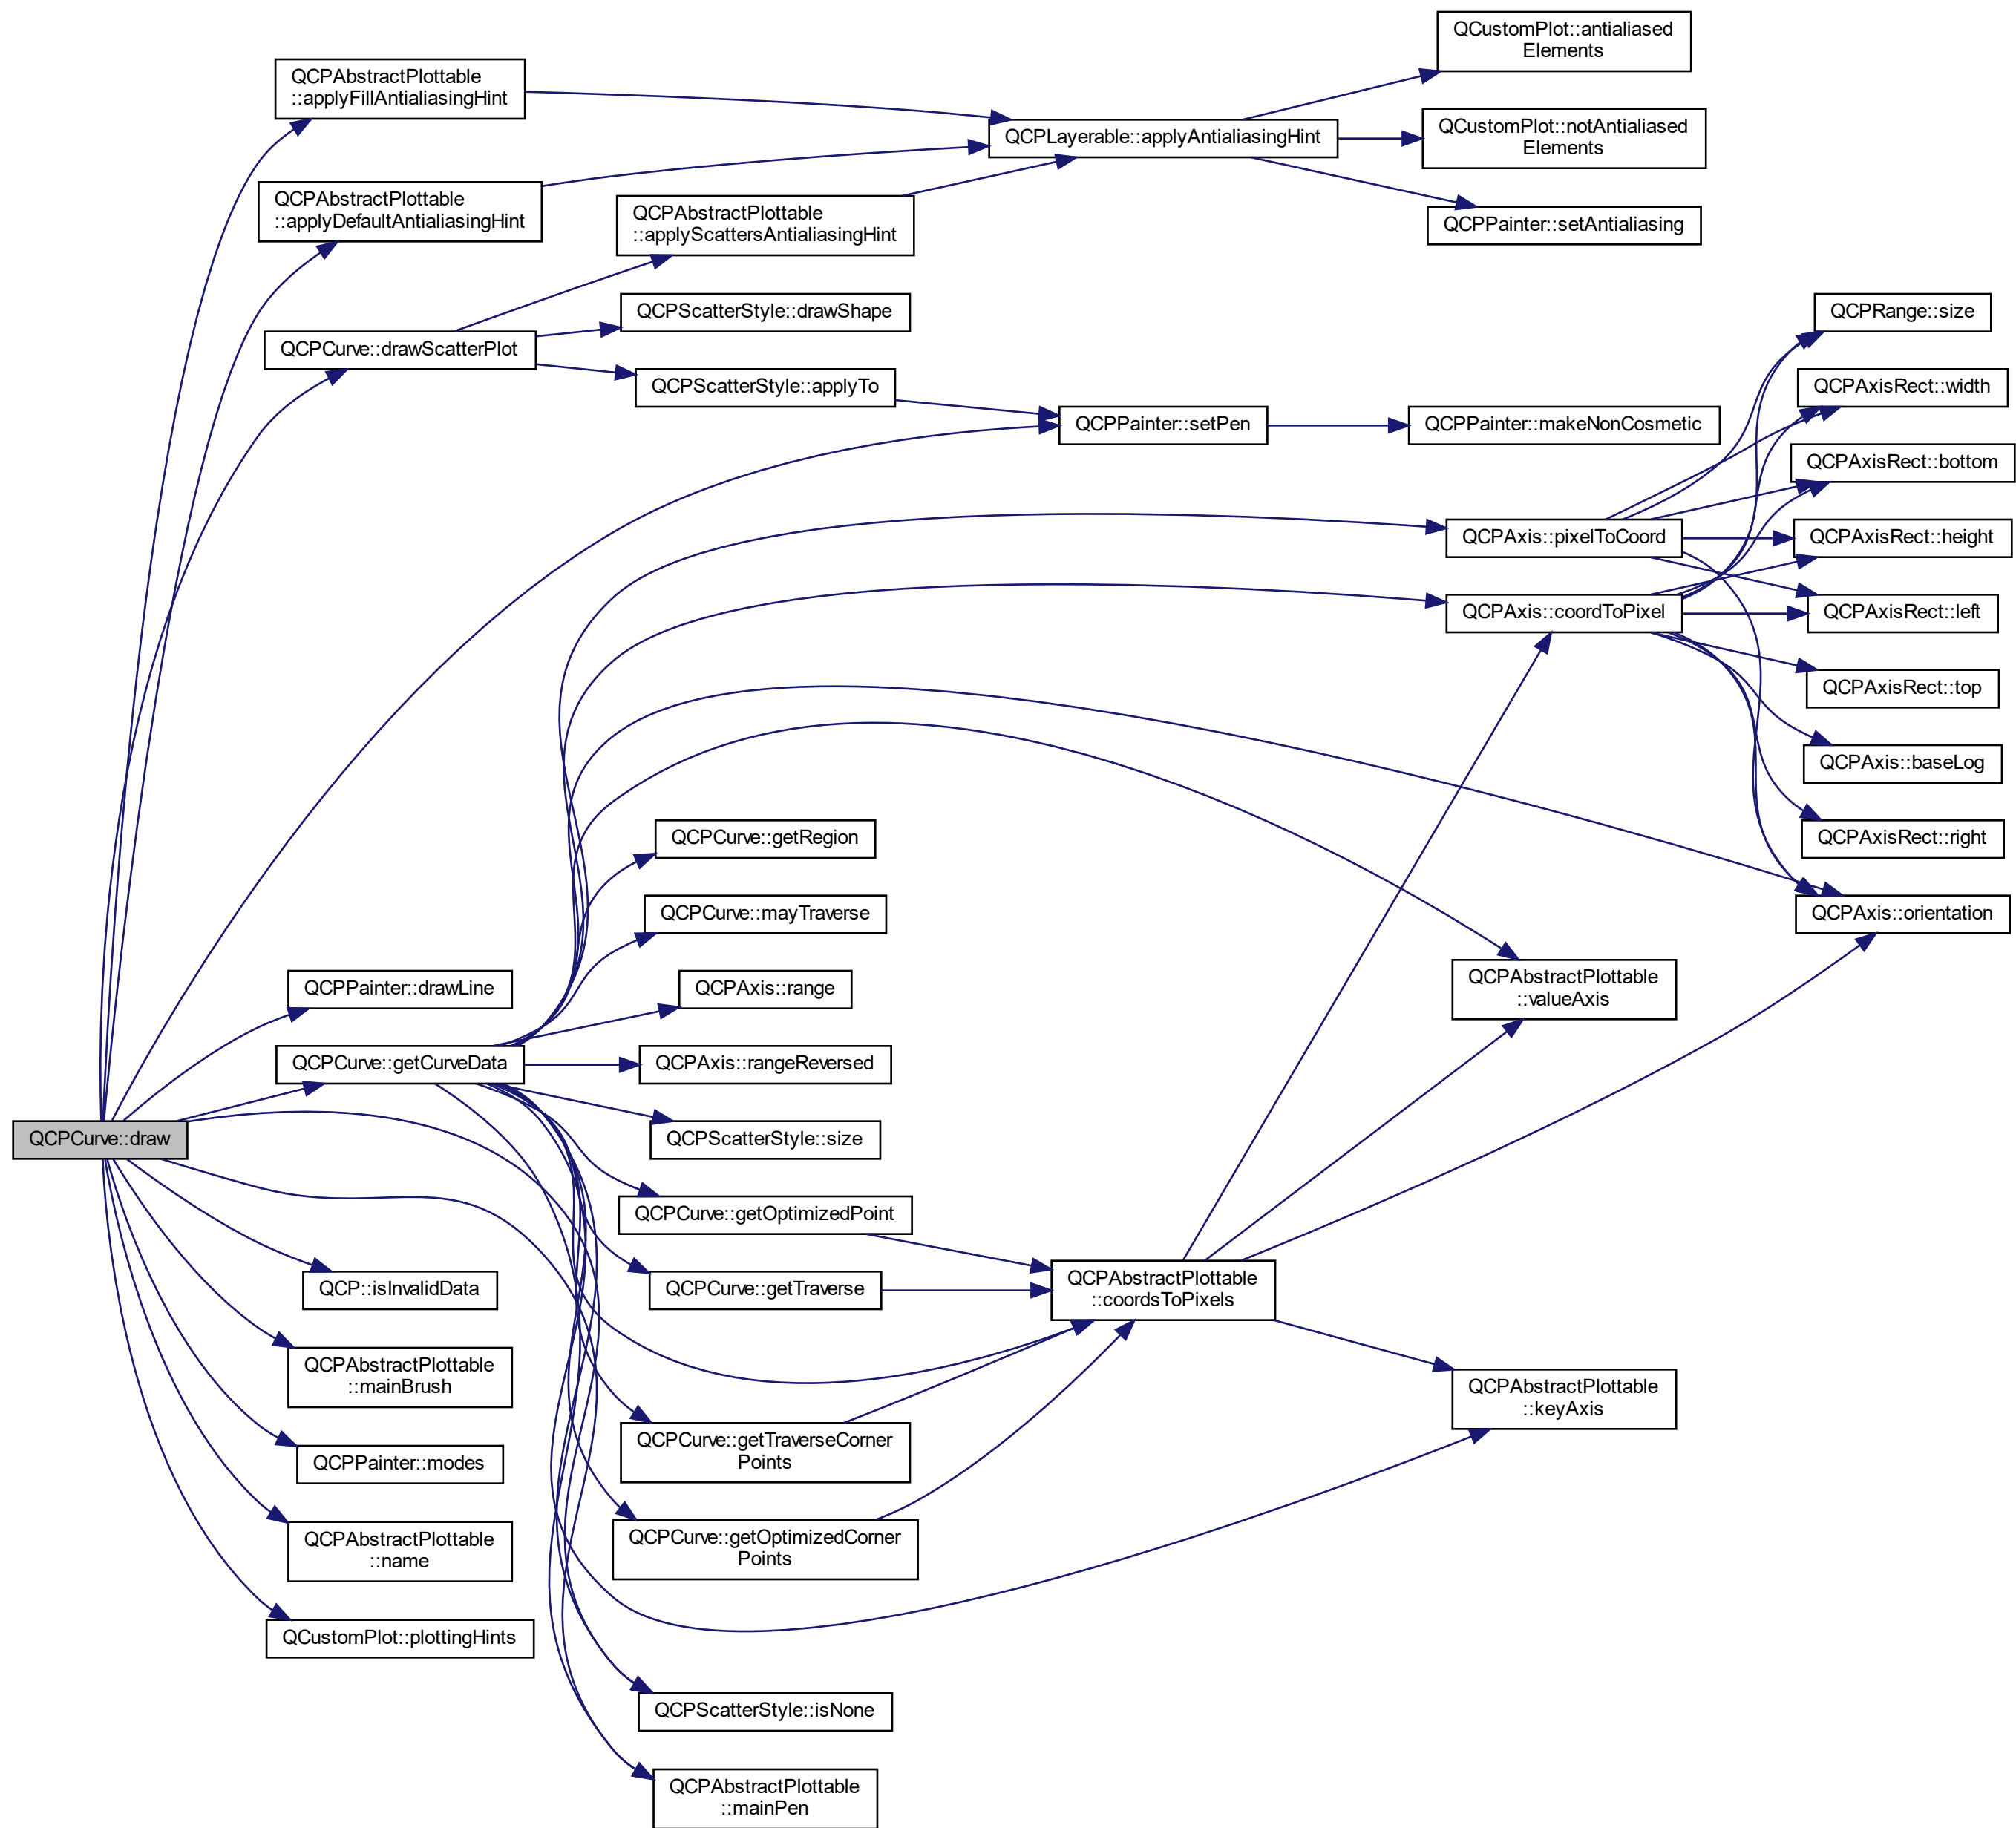 QCustomPlot::antialiased
Elements
QCPAbstractPlottable
::applyFillAntialiasingHint
QCPLayerable::applyAntialiasingHint
QCustomPlot::notAntialiased
Elements
QCPAbstractPlottable
::applyDefaultAntialiasingHint
QCPAbstractPlottable
::applyScattersAntialiasingHint
QCPPainter::setAntialiasing
QCPScatterStyle::drawShape
QCPRange::size
QCPCurve::drawScatterPlot
QCPScatterStyle::applyTo
QCPAxisRect::width
QCPPainter::setPen
QCPPainter::makeNonCosmetic
QCPAxisRect::bottom
QCPAxis::pixelToCoord
QCPAxisRect::height
QCPAxis::coordToPixel
QCPAxisRect::left
QCPAxisRect::top
QCPAxis::baseLog
QCPCurve::getRegion
QCPAxisRect::right
QCPCurve::mayTraverse
QCPAxis::orientation
QCPPainter::drawLine
QCPAxis::range
QCPAbstractPlottable
::valueAxis
QCPCurve::getCurveData
QCPAxis::rangeReversed
QCPCurve::draw
QCPScatterStyle::size
QCPCurve::getOptimizedPoint
QCP::isInvalidData
QCPCurve::getTraverse
QCPAbstractPlottable
::coordsToPixels
QCPAbstractPlottable
::mainBrush
QCPAbstractPlottable
::keyAxis
QCPCurve::getTraverseCorner
Points
QCPPainter::modes
QCPAbstractPlottable
::name
QCPCurve::getOptimizedCorner
Points
QCustomPlot::plottingHints
QCPScatterStyle::isNone
QCPAbstractPlottable
::mainPen